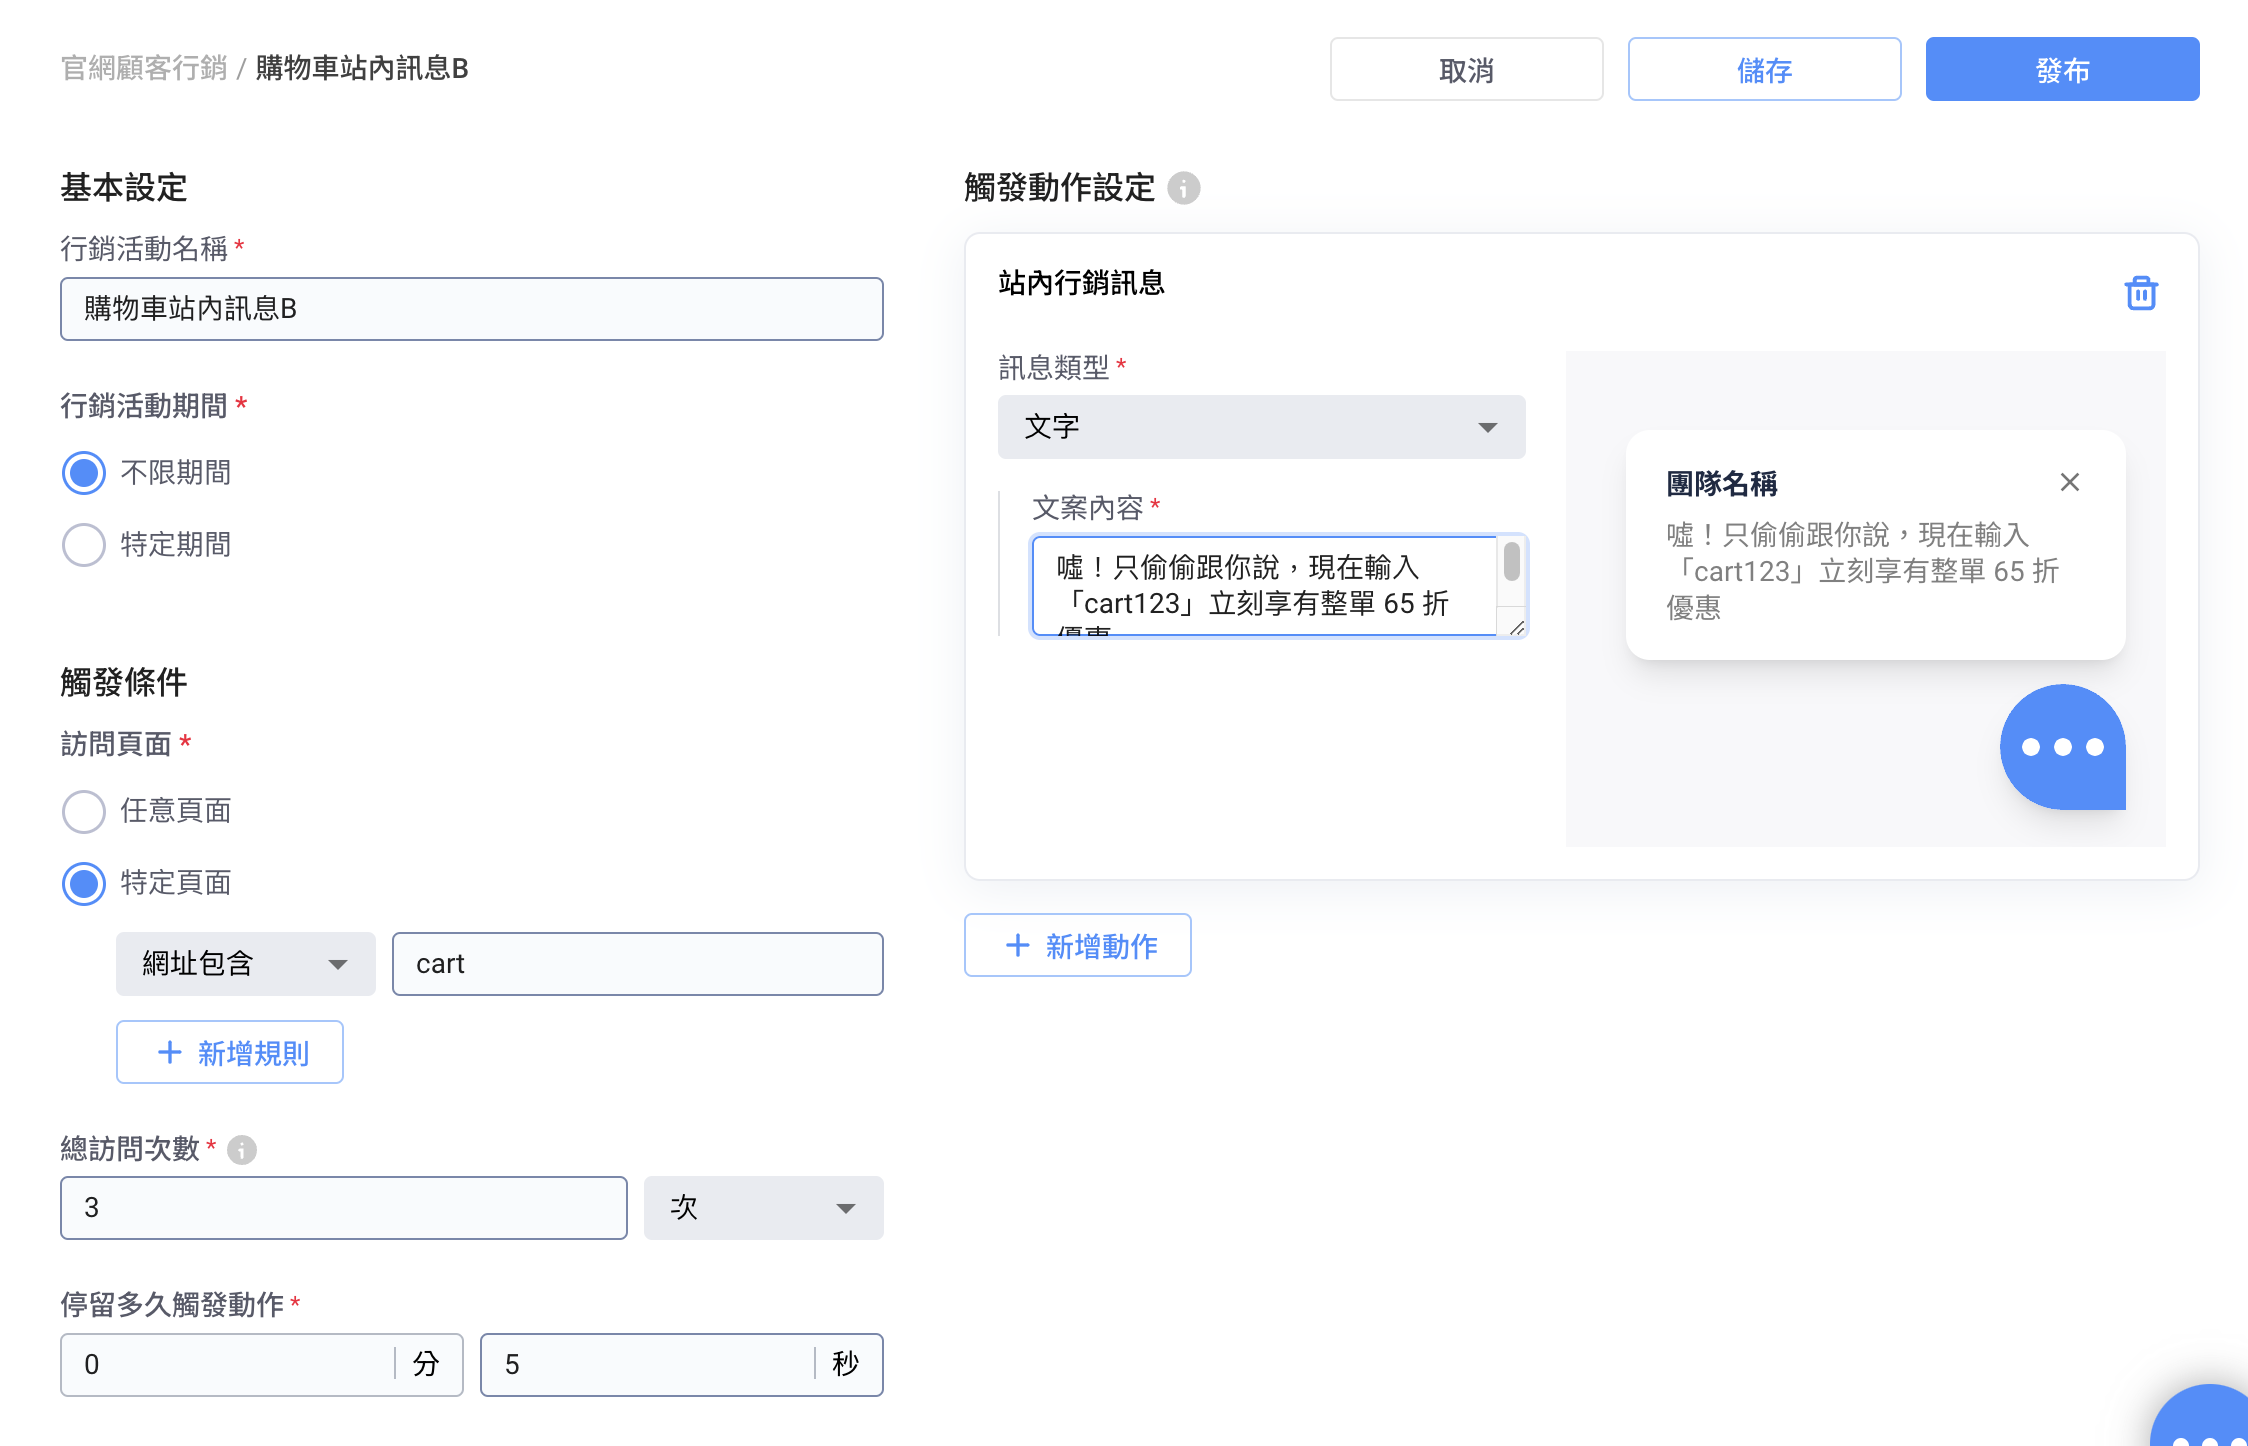 官網顧客行銷 / 購物車站內訊息B
取消
儲存
發布
基本設定
行銷活動名稱 *
購物車站內訊息B
行銷活動期間 *
不限期間
特定期間
觸發條件
訪問頁面 *
任意頁面
特定頁面
網址包含
cart
新增規則
總訪問次數 *
3
次
停留多久觸發動作 *
0
分
5
秒
觸發動作設定
站內行銷訊息
訊息類型 *
文字
文案內容 *
噓！只偷偷跟你說，現在輸入
「cart123」立刻享有整單 65 折
優惠
團隊名稱
噓！只偷偷跟你說，現在輸入
「cart123」立刻享有整單 65 折
優惠
新增動作